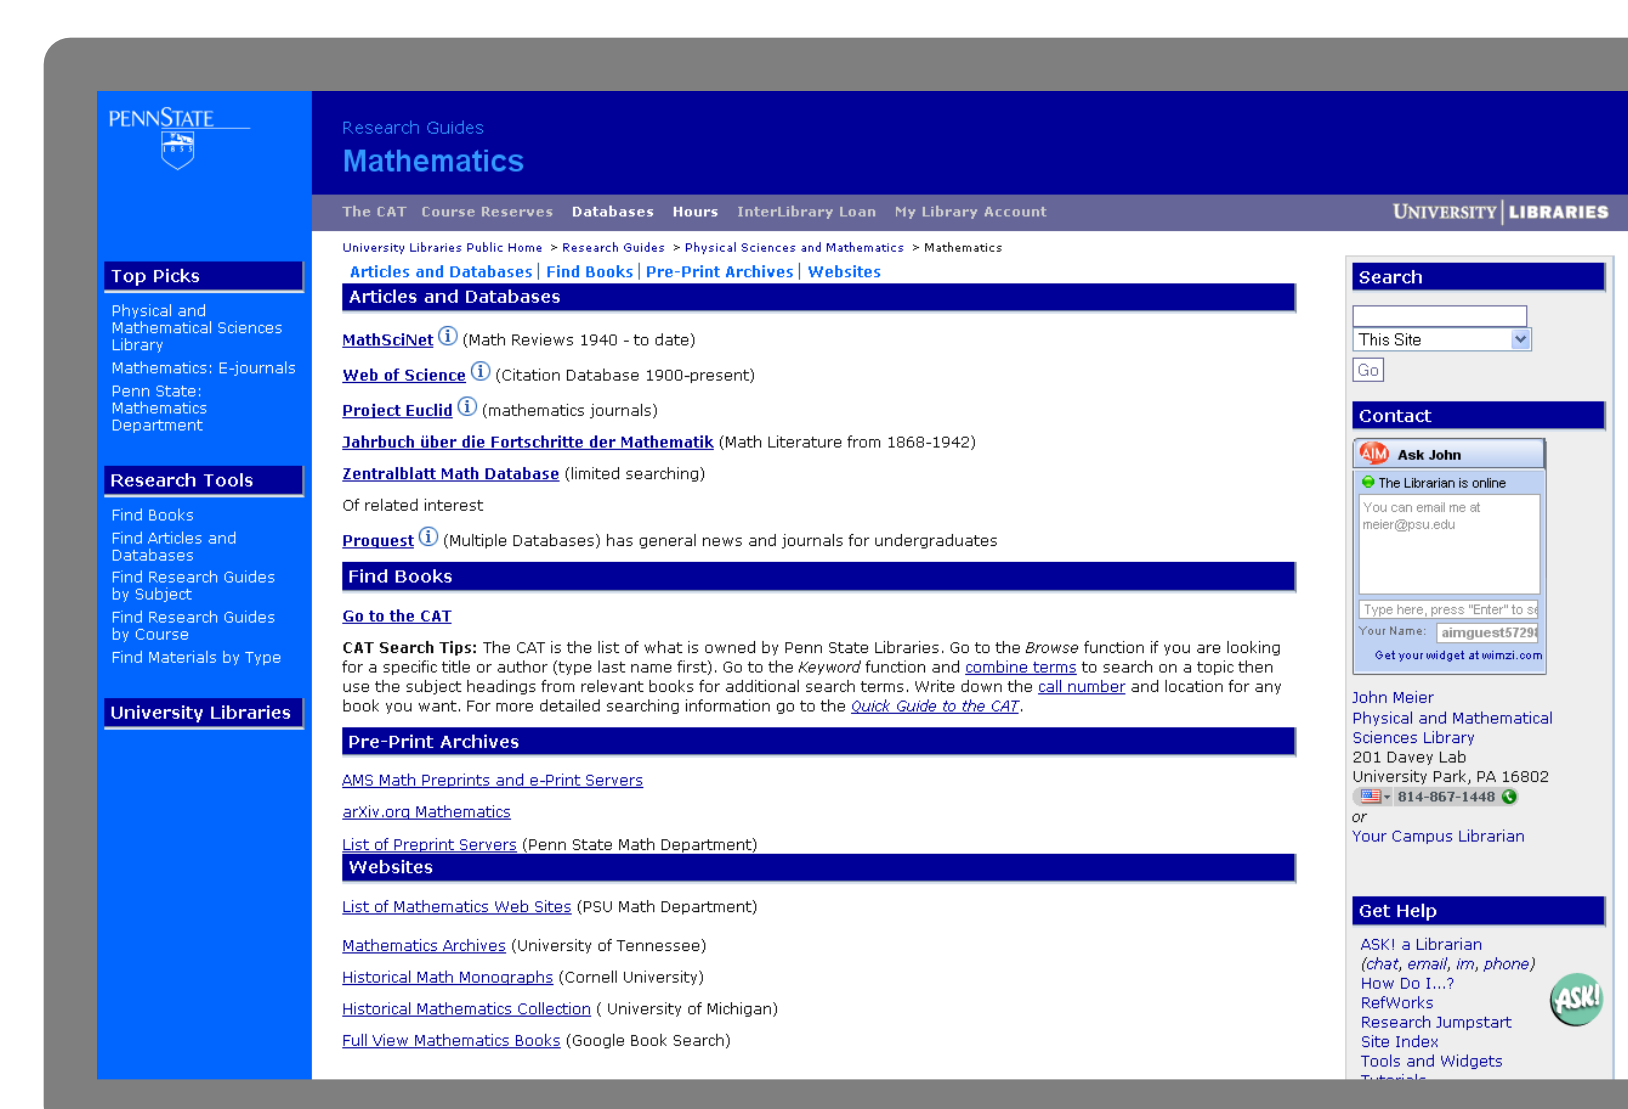 PENNSTATE
1855
Research Guides
Mathematics
The CAT Course Reserves Databases Hours InterLibrary Loan My Library Account
UNIVERSITY LIBRARIES
University Libraries Public Home > Research Guides > Physical Sciences and Mathematics > Mathematics
Articles and Databases | Find Books | Pre-Print Archives | Websites
Top Picks
Physical and
Mathematical Sciences
Library
Mathematics: E-journals
Penn State:
Mathematics
Department
Research Tools
Find Books
Find Articles and
Databases
Find Research Guides
by Subject
Find Research Guides
by Course
Find Materials by Type
University Libraries
Articles and Databases
MathSciNet i (Math Reviews 1940 - to date)
Web of Science i (Citation Database 1900-present)
Project Euclid i (mathematics journals)
Jahrbuch über die Fortschritte der Mathematik (Math Literature from 1868-1942)
Zentralblatt Math Database (limited searching)
Of related interest
Proquest i (Multiple Databases) has general news and journals for undergraduates
Find Books
Go to the CAT
CAT Search Tips: The CAT is the list of what is owned by Penn State Libraries. Go to the Browse function if you are looking
for a specific title or author (type last name first). Go to the Keyword function and combine terms to search on a topic then
use the subject headings from relevant books for additional search terms. Write down the call number and location for any
book you want. For more detailed searching information go to the Quick Guide to the CAT.
Pre-Print Archives
AMS Math Preprints and e-Print Servers
arXiv.org Mathematics
List of Preprint Servers (Penn State Math Department)
Websites
List of Mathematics Web Sites (PSU Math Department)
Mathematics Archives (University of Tennessee)
Historical Math Monographs (Cornell University)
Historical Mathematics Collection ( University of Michigan)
Full View Mathematics Books (Google Book Search)
Search
This Site
Go
Contact
AIM Ask John
The Librarian is online
You can email me at
meier@psu.edu
Type here, press "Enter" to se
Your Name: aimguest57298
Get your widget at wimzi.com
John Meier
Physical and Mathematical
Sciences Library
201 Davey Lab
University Park, PA 16802
814-867-1448
or
Your Campus Librarian
Get Help
ASK! a Librarian
(chat, email, im, phone)
How Do I...?
RefWorks
Research Jumpstart
Site Index
Tools and Widgets
Tutorials
ASK!